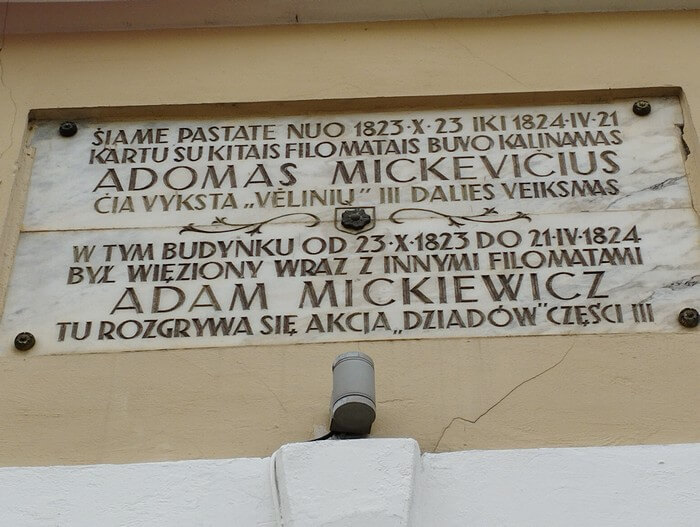 ŠIAME PASTATE NUO 1823·X·23 IKI 1824·IV·21
KARTU SU KITAIS FILOMATAIS BUVO KALINAMAS
ADOMAS MICKEVIČIUS
ČIA VYKSTA „VĖLINIŲ" III DALIES VEIKSMAS
W TYM BUDYNKU OD 23·X·1823 DO 21·IV·1824
BYŁ WIĘZIONY WRAZ Z INNYMI FILOMATAMI
ADAM MICKIEWICZ
TU ROZGRYWA SIĘ AKCJA „DZIADÓW" CZĘŚCI III